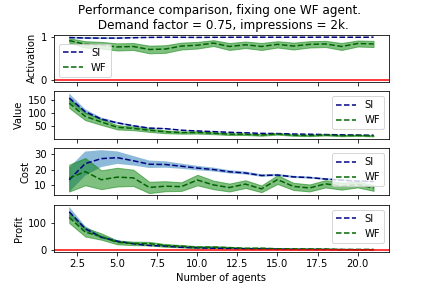 Performance comparison, fixing one WF agent.
Demand factor = 0.75, impressions = 2k.
Activation
1
0
SI
WF
Value
150
100
50
SI
WF
Cost
30
20
10
SI
WF
Profit
100
0
SI
WF
2.5 5.0 7.5 10.0 12.5 15.0 17.5 20.0
Number of agents